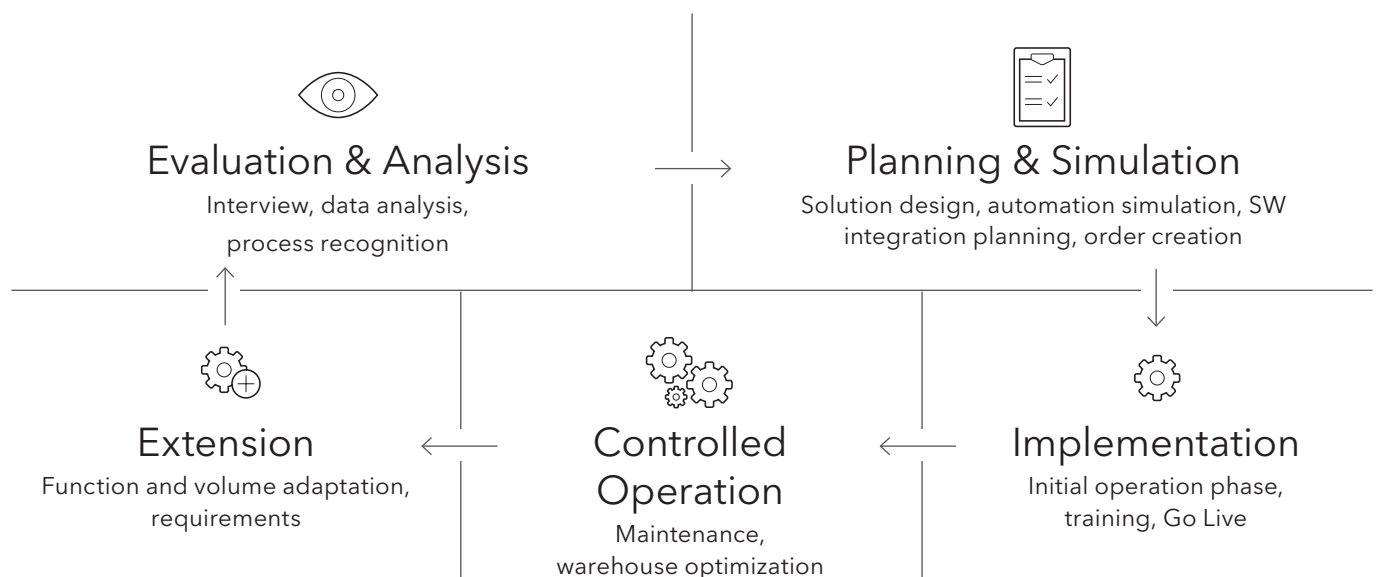 Evaluation & Analysis
Interview, data analysis,
process recognition
Planning & Simulation
Solution design, automation simulation, SW
integration planning, order creation
Extension
Function and volume adaptation,
requirements
Controlled
Operation
Maintenance,
warehouse optimization
Implementation
Initial operation phase,
training, Go Live